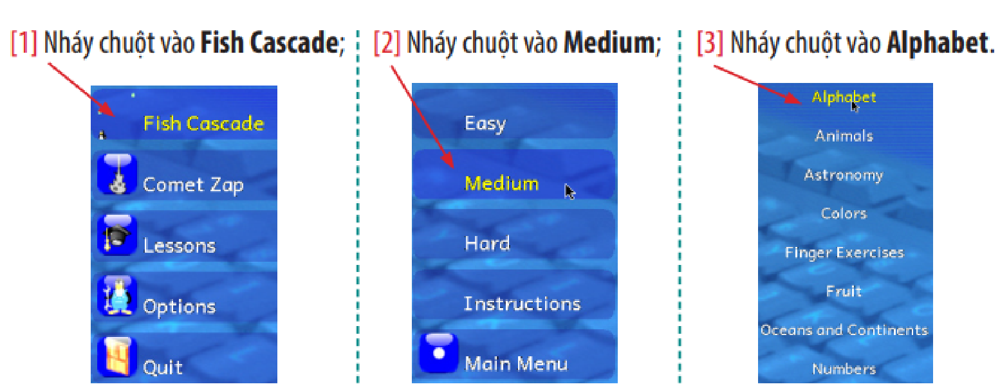 [1] Nháy chuột vào Fish Cascade;
Fish Cascade
Comet Zap
Lessons
Options
Quit
[2] Nháy chuột vào Medium;
Easy
Medium
Hard
Instructions
Main Menu
[3] Nháy chuột vào Alphabet.
Alphabet
Animals
Astronomy
Colors
Finger Exercises
Fruit
Oceans and Continents
Numbers